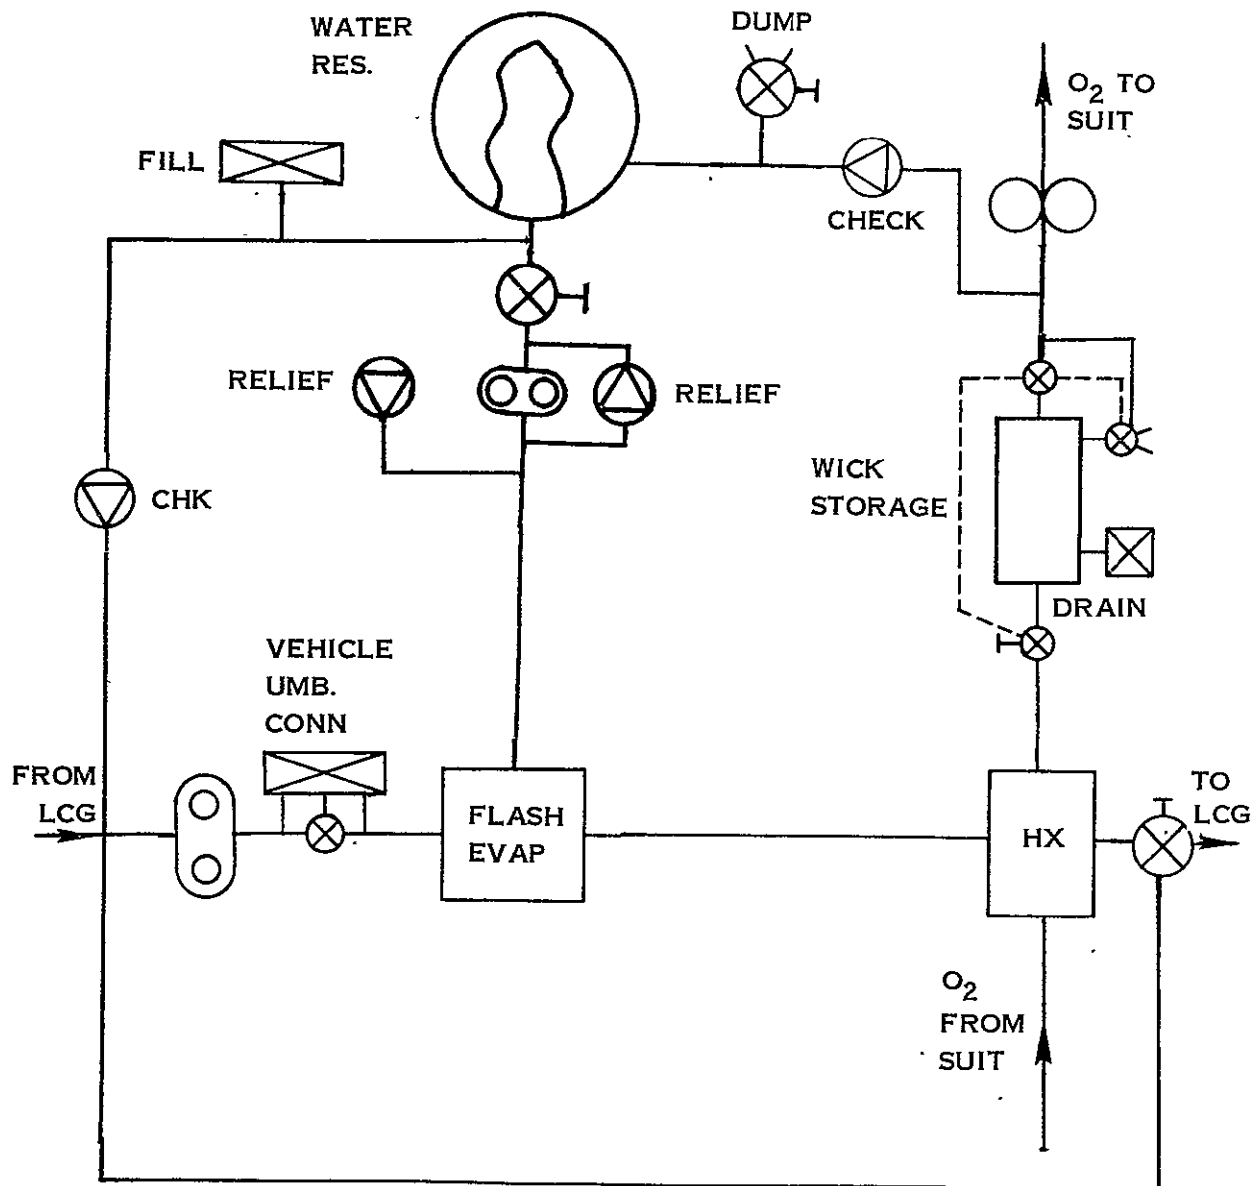 WATER
RES.
DUMP
O2 TO
SUIT
FILL
CHECK
RELIEF
RELIEF
WICK
STORAGE
CHK
DRAIN
VEHICLE
UMB.
CONN
FROM
LCG
FLASH
EVAP
HX
TO
LCG
O2
FROM
SUIT